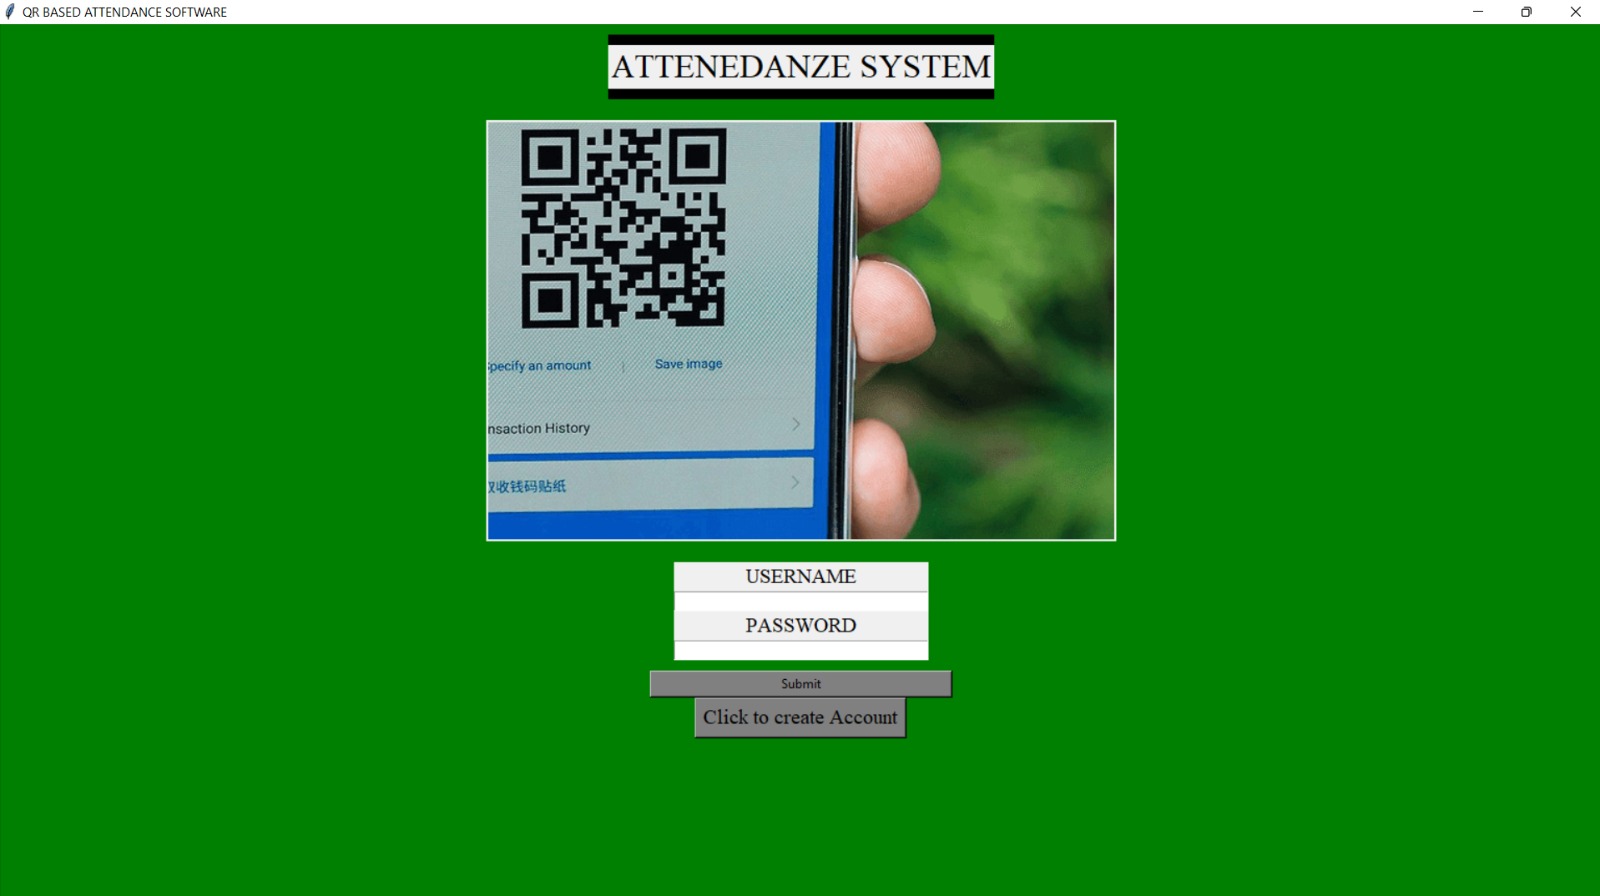 QR BASED ATTENDANCE SOFTWARE
ATTENEDANZE SYSTEM
pecify an amount | Save image
nsaction History
收钱码贴纸
USERNAME
PASSWORD
Submit
Click to create Account